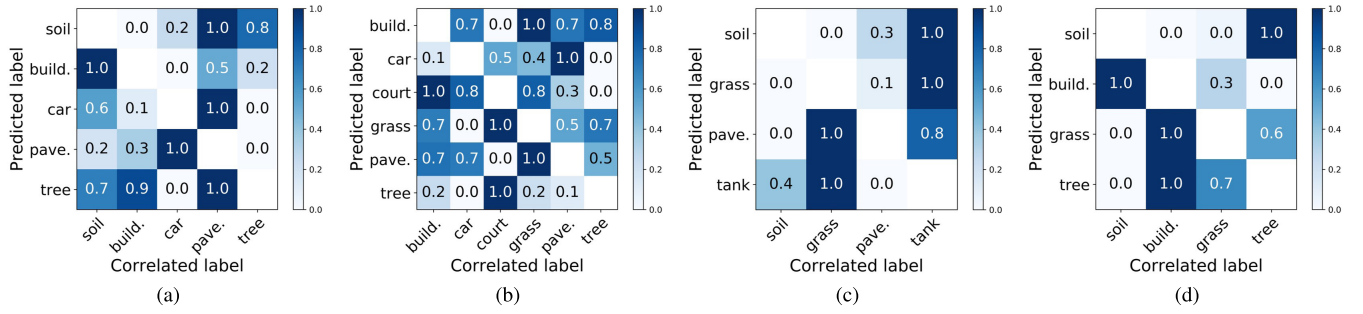 soil 0.0 0.2 1.0 0.8
build. 1.0 0.0 0.5 0.2
car 0.6 0.1 1.0 0.0
pave. 0.2 0.3 1.0 0.0
tree 0.7 0.9 0.0 1.0
soil build. car pave. tree
Predicted label
Correlated label
1.0
0.8
0.6
0.4
0.2
0.0
(a)
build. 0.7 0.0 1.0 0.7 0.8
car 0.1 0.5 0.4 1.0 0.0
court 1.0 0.8 0.8 0.3 0.0
grass 0.7 0.0 1.0 0.5 0.7
pave. 0.7 0.7 0.0 1.0 0.5
tree 0.2 0.0 1.0 0.2 0.1
build. car court grass pave. tree
Predicted label
Correlated label
1.0
0.8
0.6
0.4
0.2
0.0
(b)
soil 0.0 0.3 1.0
grass 0.0 0.1 1.0
pave. 0.0 1.0 0.8
tank 0.4 1.0 0.0
soil grass pave. tank
Predicted label
Correlated label
1.0
0.8
0.6
0.4
0.2
0.0
(c)
soil 0.0 0.0 1.0
build. 1.0 0.3 0.0
grass 0.0 1.0 0.6
tree 0.0 1.0 0.7
soil build. grass tree
Predicted label
Correlated label
1.0
0.8
0.6
0.4
0.2
0.0
(d)